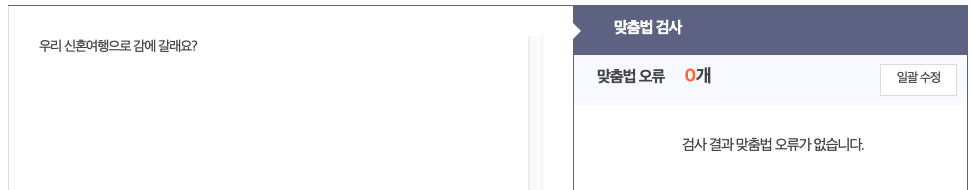 맞춤법 검사
우리 신혼여행으로 감에 갈래요?
맞춤법 오류 0개
일괄 수정
검사 결과 맞춤법 오류가 없습니다.